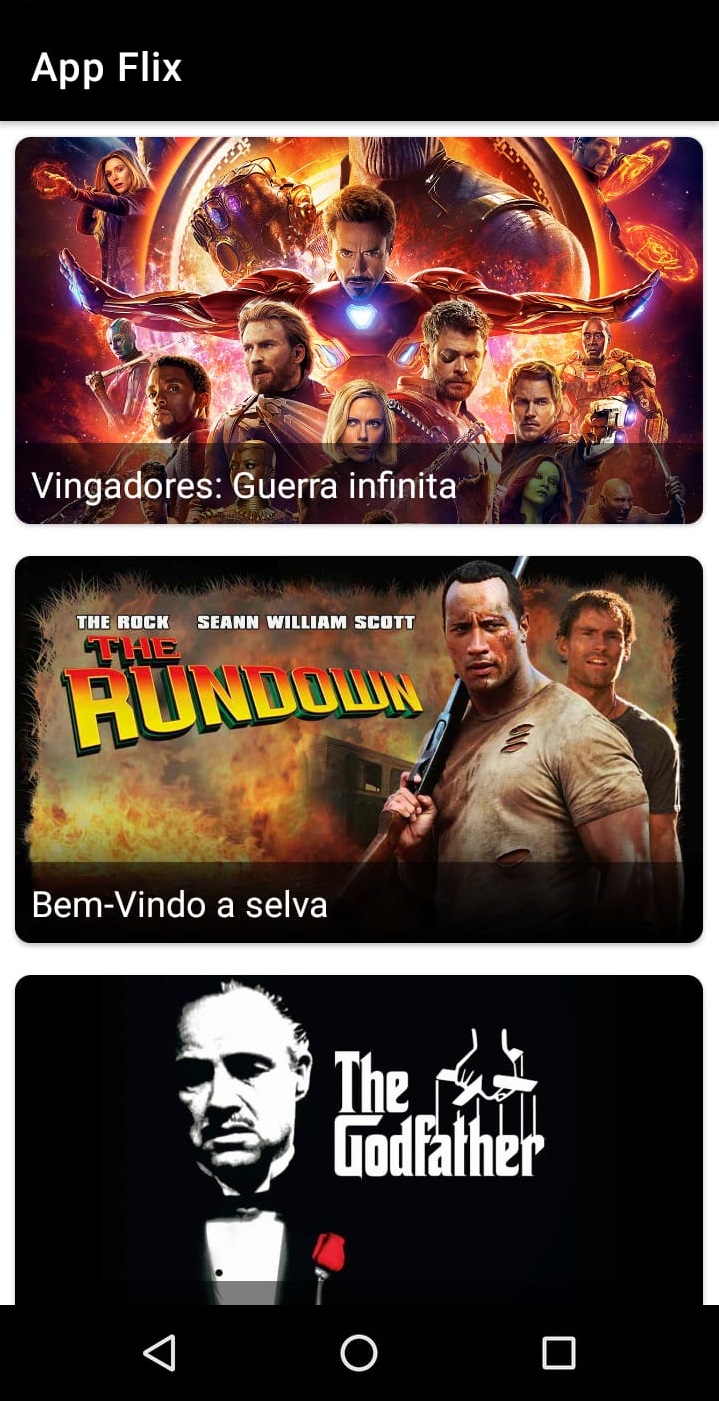 App Flix
Vingadores: Guerra infinita
THE ROCK SEANN WILLIAM SCOTT
THE
RUNDOWN
Bem-Vindo a selva
The
Godfather